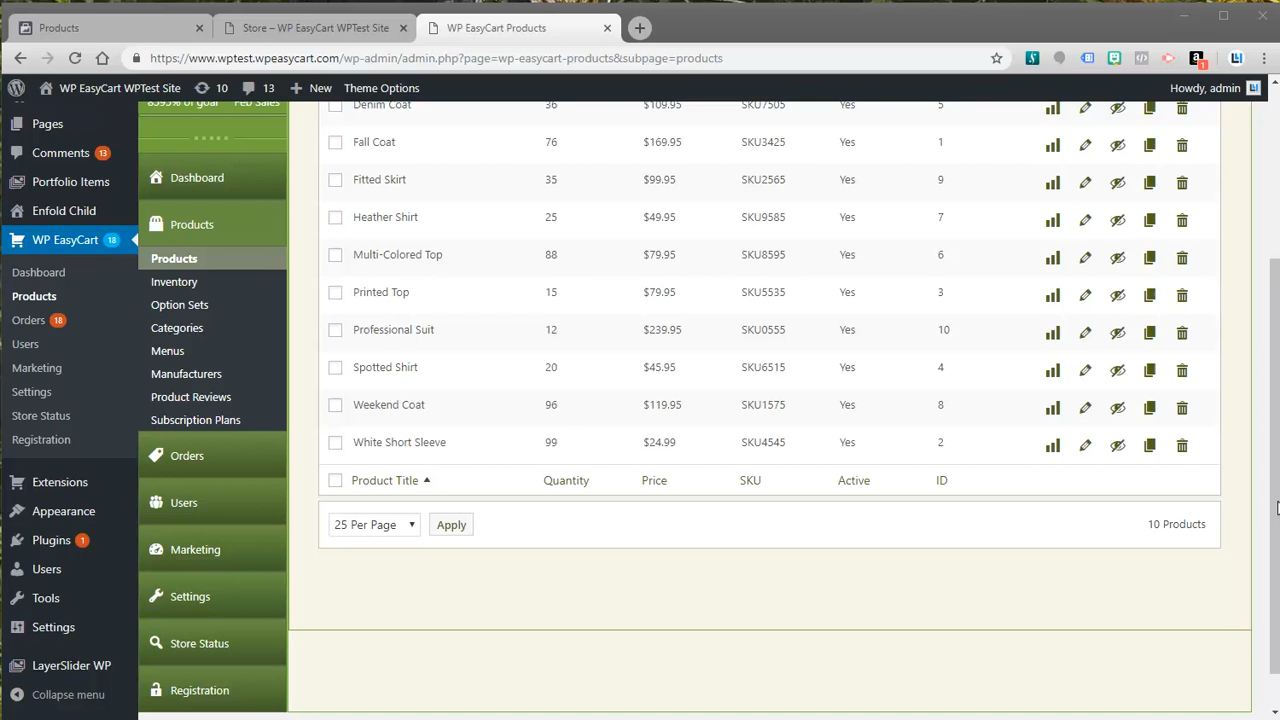 Products
Store – WP EasyCart WPTest Site
WP EasyCart Products
https://www.wptest.wpeasycart.com/wp-admin/admin.php?page=wp-easycart-products&subpage=products
WP EasyCart WPTest Site 10 13 New Theme Options Howdy, admin
Pages
Comments 13
Portfolio Items
Enfold Child
WP EasyCart 18
Dashboard
Products
Orders 18
Users
Marketing
Settings
Store Status
Registration
Extensions
Appearance
Plugins 1
Users
Tools
Settings
LayerSlider WP
Collapse menu
8595% of goal Feb Sales
Dashboard
Products
Products
Inventory
Option Sets
Categories
Menus
Manufacturers
Product Reviews
Subscription Plans
Orders
Users
Marketing
Settings
Store Status
Registration
Denim Coat 36 $109.95 SKU7505 Yes 5
Fall Coat 76 $169.95 SKU3425 Yes 1
Fitted Skirt 35 $99.95 SKU2565 Yes 9
Heather Shirt 25 $49.95 SKU9585 Yes 7
Multi-Colored Top 88 $79.95 SKU8595 Yes 6
Printed Top 15 $79.95 SKU5535 Yes 3
Professional Suit 12 $239.95 SKU0555 Yes 10
Spotted Shirt 20 $45.95 SKU6515 Yes 4
Weekend Coat 96 $119.95 SKU1575 Yes 8
White Short Sleeve 99 $24.99 SKU4545 Yes 2
Product Title Quantity Price SKU Active ID
25 Per Page Apply 10 Products